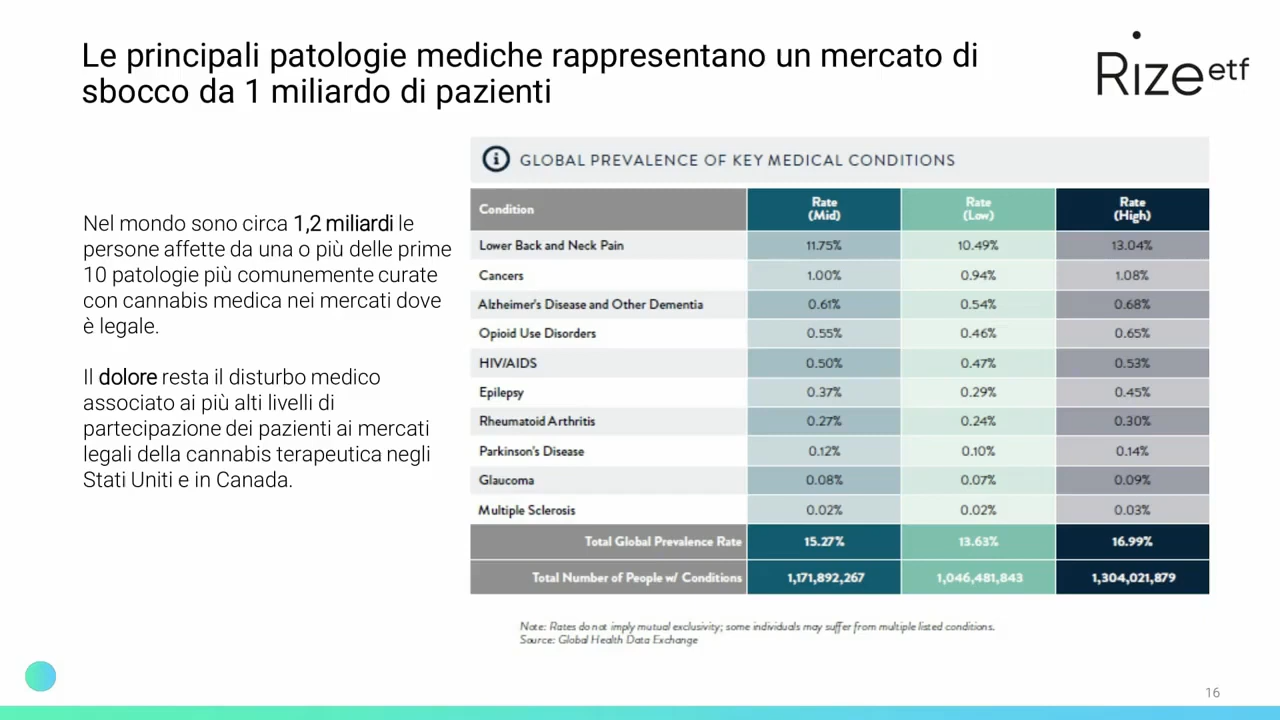 Le principali patologie mediche rappresentano un mercato di
sbocco da 1 miliardo di pazienti
Rize etf
Nel mondo sono circa 1,2 miliardi le
persone affette da una o più delle prime
10 patologie più comunemente curate
con cannabis medica nei mercati dove
è legale.
Il dolore resta il disturbo medico
associato ai più alti livelli di
partecipazione dei pazienti ai mercati
legali della cannabis terapeutica negli
Stati Uniti e in Canada.
GLOBAL PREVALENCE OF KEY MEDICAL CONDITIONS
Condition Rate (Mid) Rate (Low) Rate (High)
Lower Back and Neck Pain 11.75% 10.49% 13.04%
Cancers 1.00% 0.94% 1.08%
Alzheimer's Disease and Other Dementia 0.61% 0.54% 0.68%
Opioid Use Disorders 0.55% 0.46% 0.65%
HIV/AIDS 0.50% 0.47% 0.53%
Epilepsy 0.37% 0.29% 0.45%
Rheumatoid Arthritis 0.27% 0.24% 0.30%
Parkinson's Disease 0.12% 0.10% 0.14%
Glaucoma 0.08% 0.07% 0.09%
Multiple Sclerosis 0.02% 0.02% 0.03%
Total Global Prevalence Rate 15.27% 13.63% 16.99%
Total Number of People w/ Conditions 1,171,892,267 1,046,481,843 1,304,021,879
Note: Rates do not imply mutual exclusivity; some individuals may suffer from multiple listed conditions.
Source: Global Health Data Exchange
16